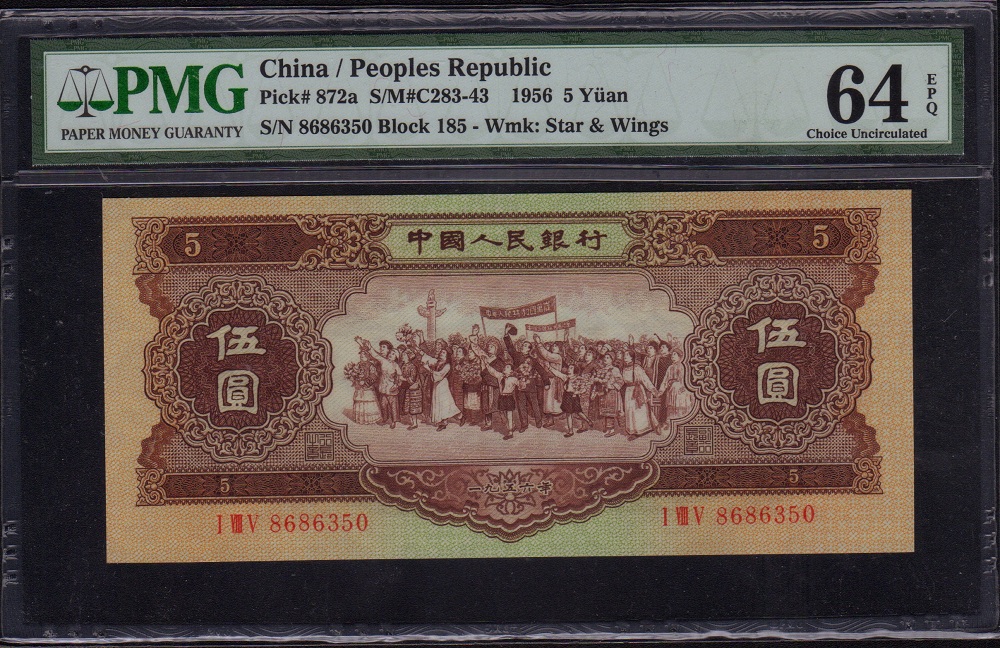 PMG
PAPER MONEY GUARANTY
China / Peoples Republic
Pick# 872a S/M#C283-43 1956 5 Yüan
S/N 8686350 Block 185 - Wmk: Star & Wings
64
EPQ
Choice Uncirculated
中國人民銀行
5
5
伍圓
伍圓
5
一九五六年
5
I VIII V 8686350
I VIII V 8686350